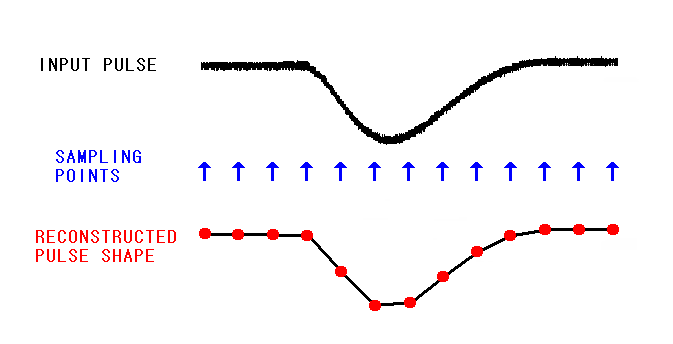 INPUT PULSE
SAMPLING
POINTS
RECONSTRUCTED
PULSE SHAPE